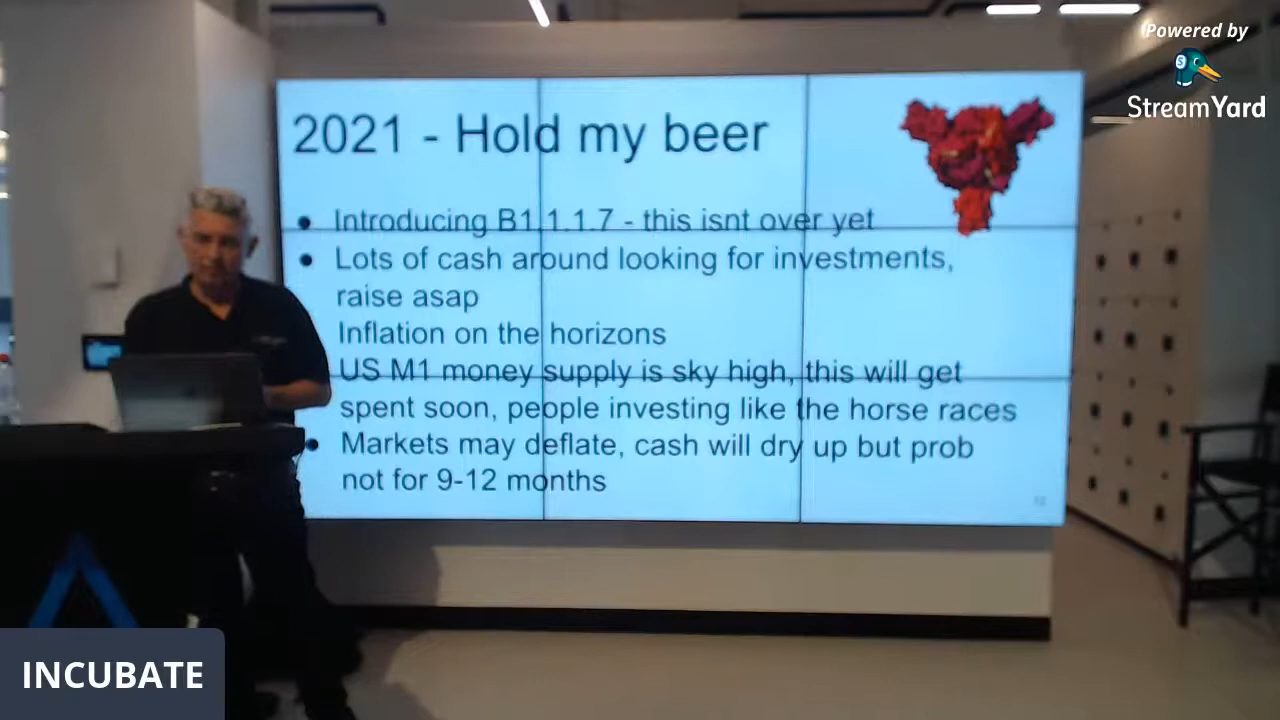 Powered by
StreamYard
2021 - Hold my beer
● Introducing B1.1.1.7 - this isnt over yet
● Lots of cash around looking for investments,
raise asap
Inflation on the horizons
US M1 money supply is sky high, this will get
spent soon, people investing like the horse races
● Markets may deflate, cash will dry up but prob
not for 9-12 months
INCUBATE